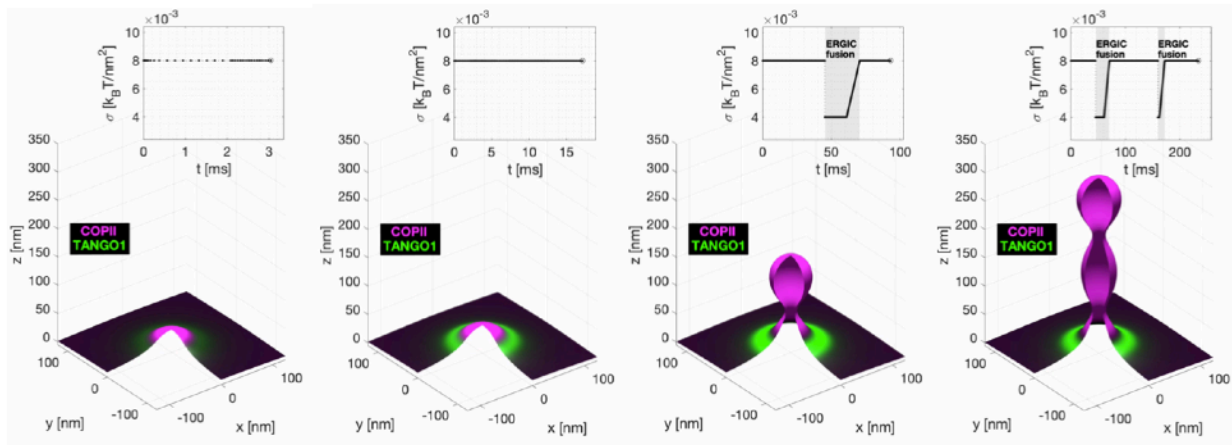 ×10⁻³
10
8
6
4
σ [k_BT/nm²]
0 1 2 3
t [ms]
350
300
250
200
150
100
50
0
z [nm]
COPII
TANGO1
100
0
-100
y [nm]
-100
0
100
x [nm]
×10⁻³
10
8
6
4
σ [k_BT/nm²]
0 5 10 15
t [ms]
350
300
250
200
150
100
50
0
z [nm]
COPII
TANGO1
100
0
-100
y [nm]
-100
0
100
x [nm]
×10⁻³
10
8
6
4
σ [k_BT/nm²]
ERGIC
fusion
0 50 100
t [ms]
350
300
250
200
150
100
50
0
z [nm]
COPII
TANGO1
100
0
-100
y [nm]
-100
0
100
x [nm]
×10⁻³
10
8
6
4
σ [k_BT/nm²]
ERGIC ERGIC
fusion fusion
0 100 200
t [ms]
350
300
250
200
150
100
50
0
z [nm]
COPII
TANGO1
100
0
-100
y [nm]
-100
0
100
x [nm]